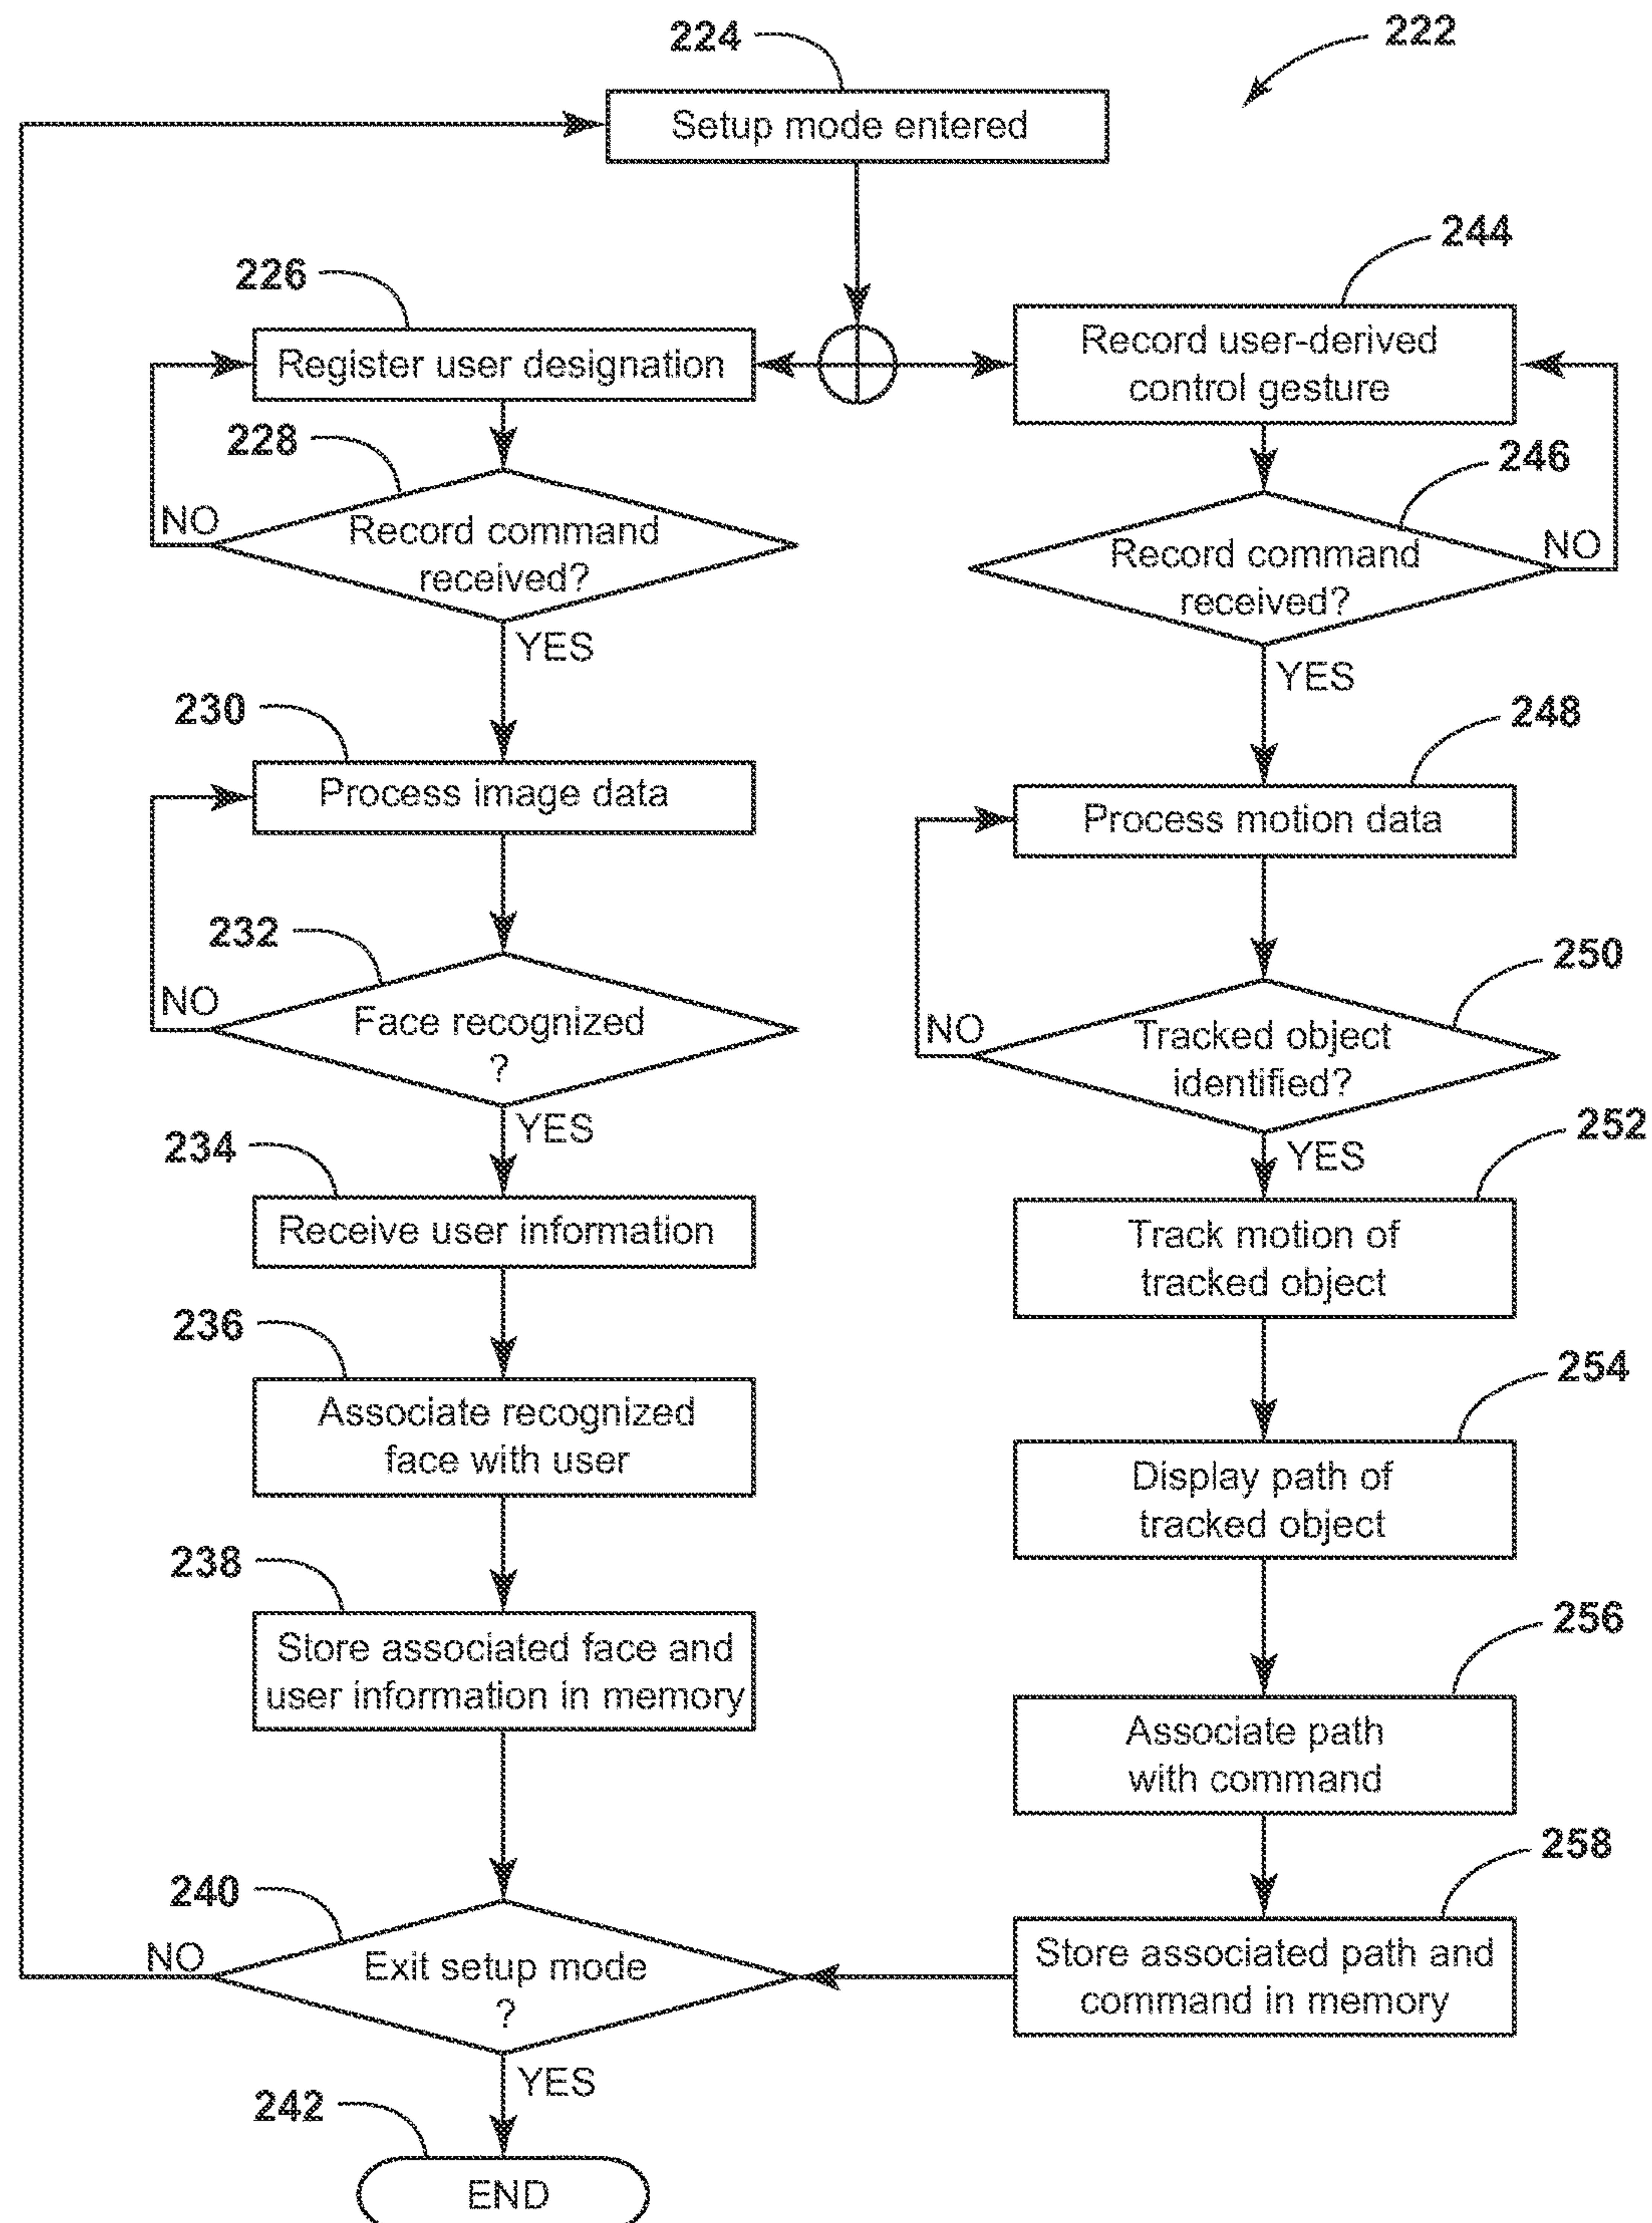 222
224
Setup mode entered
226
Register user designation
228
Record command
received?
NO
YES
230
Process image data
232
Face recognized
?
NO
YES
234
Receive user information
236
Associate recognized
face with user
238
Store associated face and
user information in memory
240
Exit setup mode
?
NO
YES
242
END
244
Record user-derived
control gesture
246
Record command
received?
NO
YES
248
Process motion data
250
Tracked object
identified?
NO
YES
252
Track motion of
tracked object
254
Display path of
tracked object
256
Associate path
with command
258
Store associated path and
command in memory